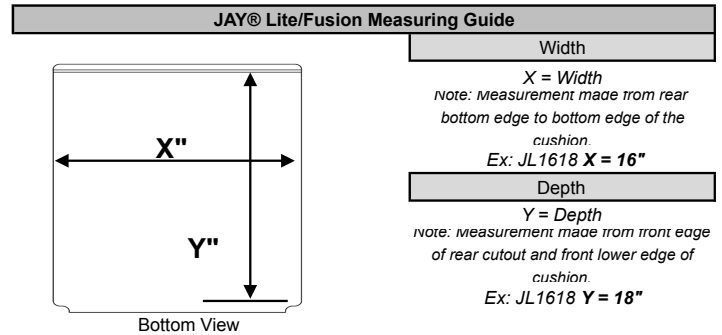 JAY® Lite/Fusion Measuring Guide
Width
X = Width
Note: Measurement made from rear
bottom edge to bottom edge of the
cushion.
Ex: JL1618 X = 16"
Depth
Y = Depth
Note: Measurement made from front edge
of rear cutout and front lower edge of
cushion.
Ex: JL1618 Y = 18"
X"
Y"
Bottom View